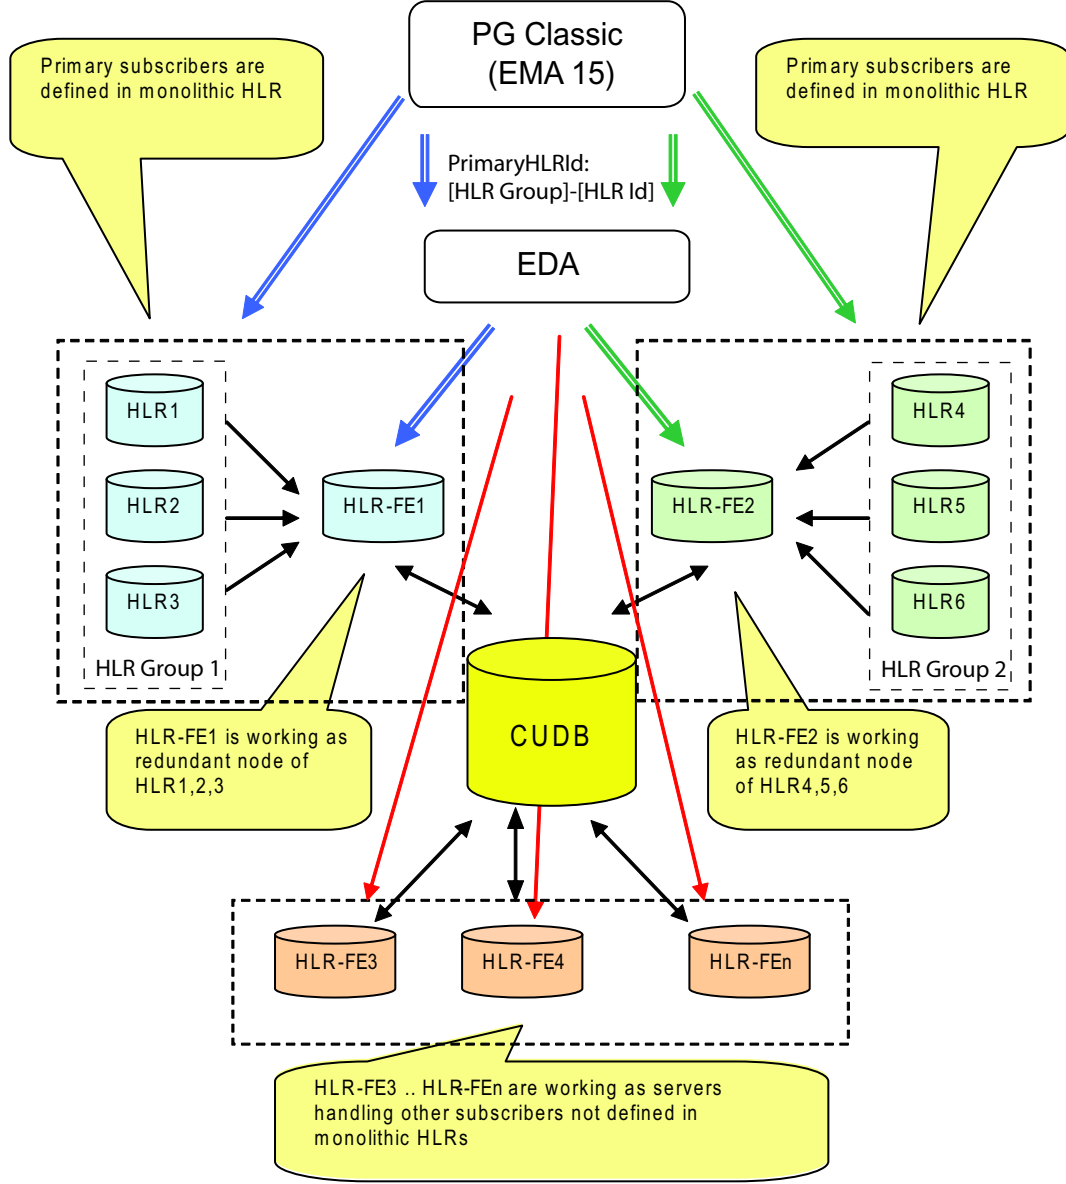 PG Classic
(EMA 15)
Primary subscribers are
defined in monolithic HLR
Primary subscribers are
defined in monolithic HLR
PrimaryHLRId:
[HLR Group]-[HLR Id]
EDA
HLR1
HLR2
HLR3
HLR Group 1
HLR-FE1
HLR-FE2
HLR4
HLR5
HLR6
HLR Group 2
HLR-FE1 is working as
redundant node of
HLR1,2,3
CUDB
HLR-FE2 is working
as redundant node
of HLR4,5,6
HLR-FE3
HLR-FE4
HLR-FEn
HLR-FE3 .. HLR-FEn are working as servers
handling other subscribers not defined in
monolithic HLRs